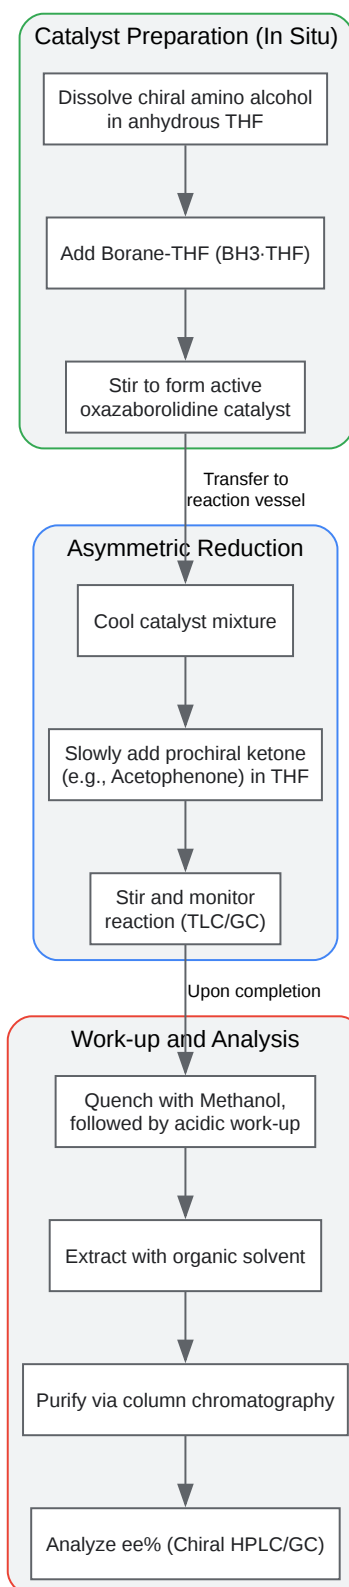 Catalyst Preparation (In Situ)
Dissolve chiral amino alcohol
in anhydrous THF
Add Borane-THF (BH3·THF)
Stir to form active
oxazaborolidine catalyst
Transfer to
reaction vessel
Asymmetric Reduction
Cool catalyst mixture
Slowly add prochiral ketone
(e.g., Acetophenone) in THF
Stir and monitor
reaction (TLC/GC)
Upon completion
Work-up and Analysis
Quench with Methanol,
followed by acidic work-up
Extract with organic solvent
Purify via column chromatography
Analyze ee% (Chiral HPLC/GC)